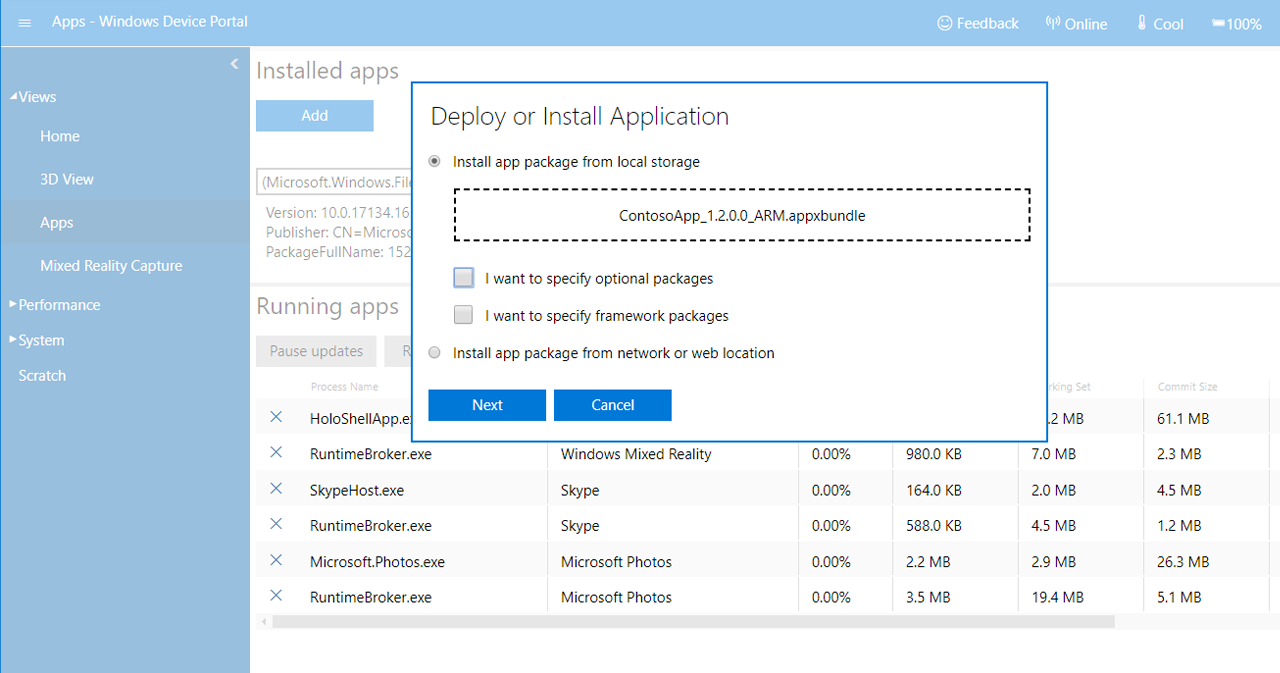 Apps - Windows Device Portal
Feedback
Online
Cool
100%
Views
Home
3D View
Apps
Mixed Reality Capture
Performance
System
Scratch
Installed apps
Add
(Microsoft.Windows.File
Version: 10.0.17134.16
Publisher: CN=Microso
PackageFullName: 152
Deploy or Install Application
Install app package from local storage
ContosoApp_1.2.0.0_ARM.appxbundle
I want to specify optional packages
I want to specify framework packages
Install app package from network or web location
Next Cancel
Running apps
Pause updates R
Process Name rking Set Commit Size
HoloShellApp.ex .2 MB 61.1 MB
RuntimeBroker.exe Windows Mixed Reality 0.00% 980.0 KB 7.0 MB 2.3 MB
SkypeHost.exe Skype 0.00% 164.0 KB 2.0 MB 4.5 MB
RuntimeBroker.exe Skype 0.00% 588.0 KB 4.5 MB 1.2 MB
Microsoft.Photos.exe Microsoft Photos 0.00% 2.2 MB 2.9 MB 26.3 MB
RuntimeBroker.exe Microsoft Photos 0.00% 3.5 MB 19.4 MB 5.1 MB